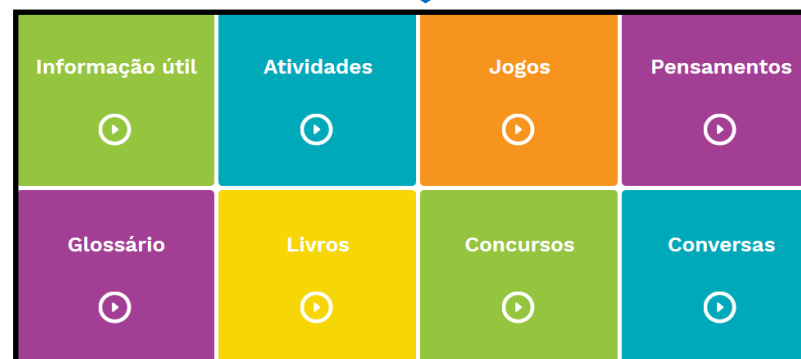 Informação útil
Atividades
Jogos
Pensamentos
Glossário
Livros
Concursos
Conversas